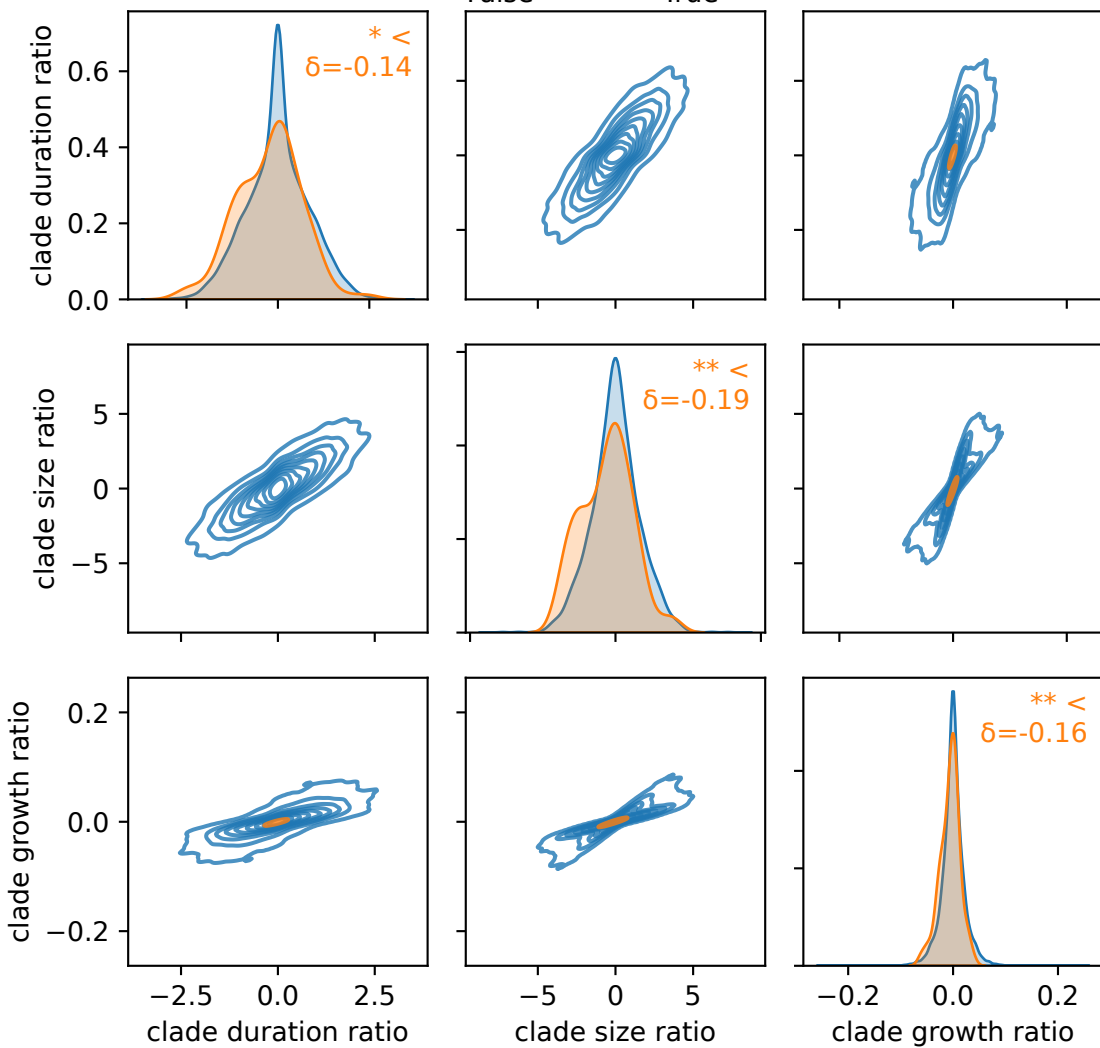 clade duration ratio
0.6
0.4
0.2
0.0
* <
δ=-0.14
clade size ratio
5
0
−5
** <
δ=-0.19
clade growth ratio
0.2
0.0
−0.2
** <
δ=-0.16
−2.5 0.0 2.5
−5 0 5
−0.2 0.0 0.2
clade duration ratio
clade size ratio
clade growth ratio